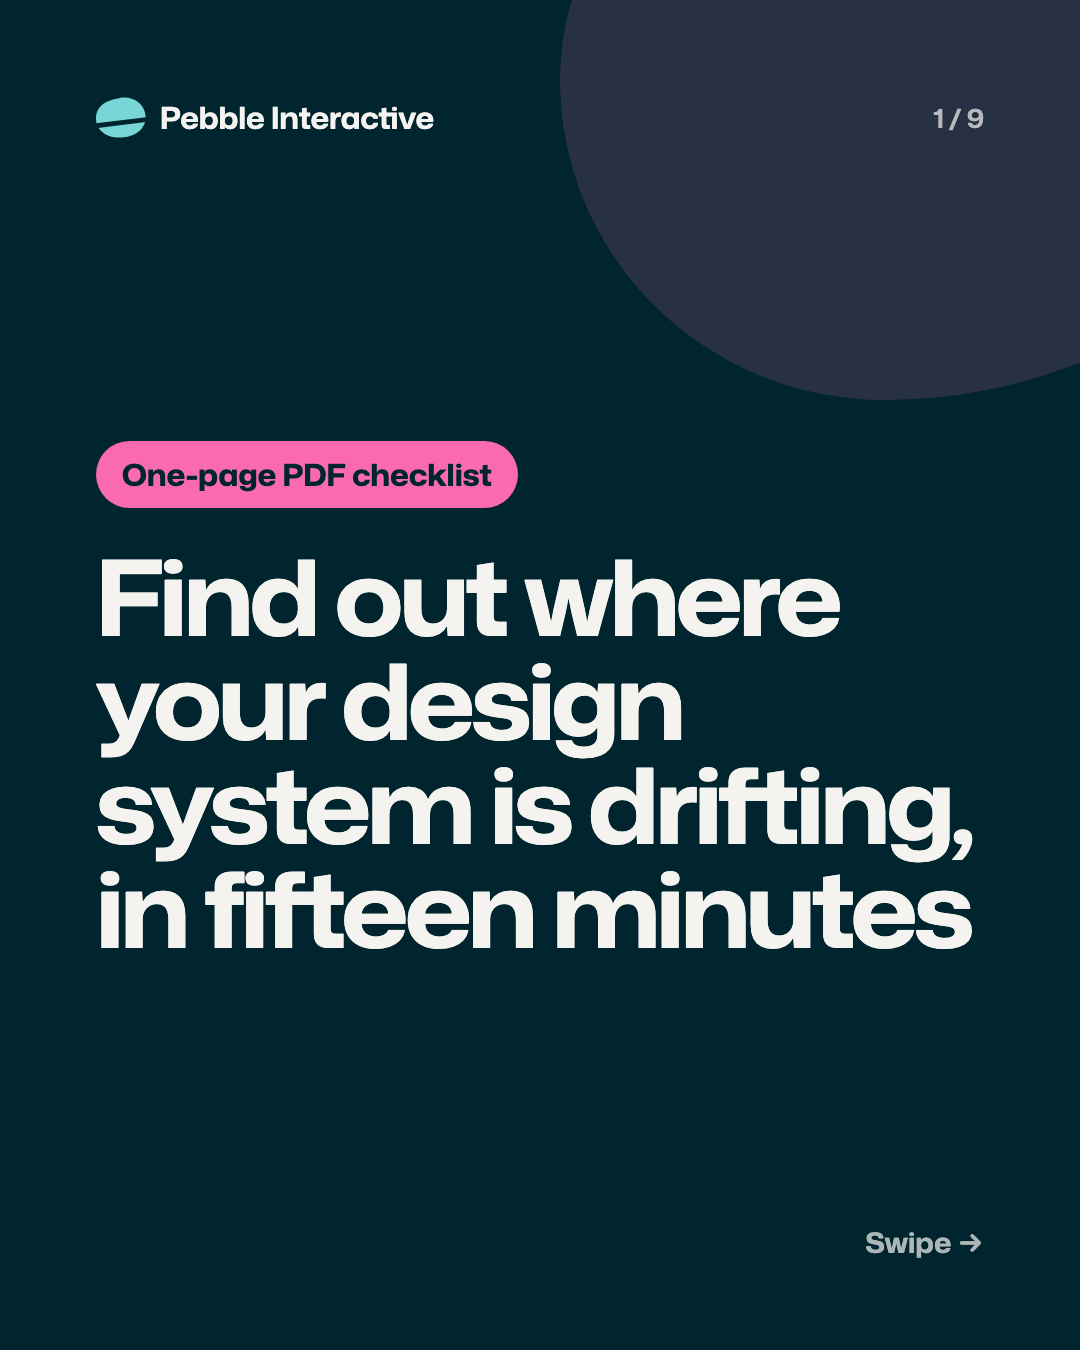 Pebble Interactive
1 / 9
One-page PDF checklist
Find out where
your design
system is drifting,
in fifteen minutes
Swipe →